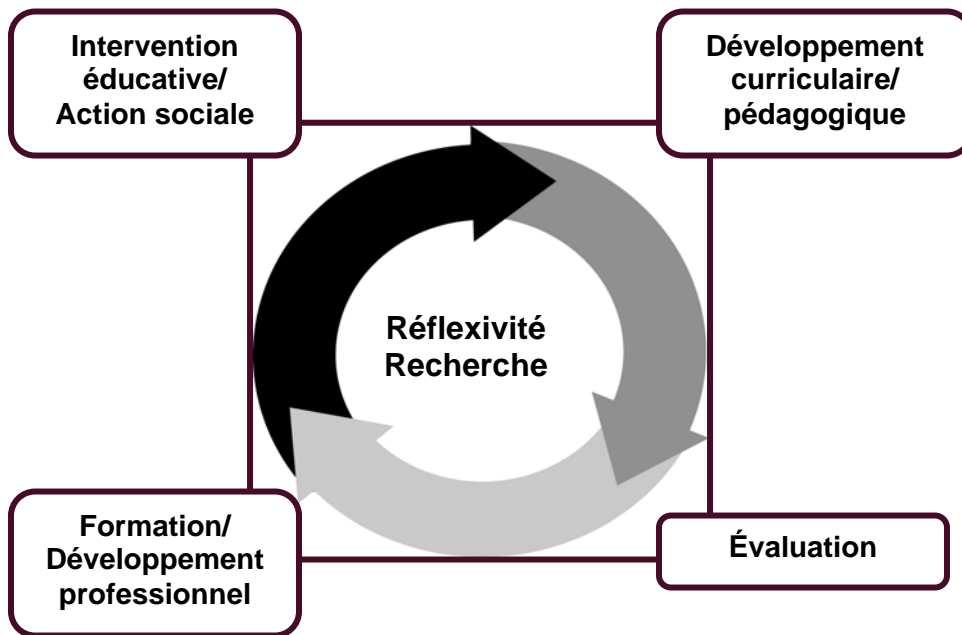 Intervention
éducative/
Action sociale
Développement
curriculaire/
pédagogique
Réflexivité
Recherche
Formation/
Développement
professionnel
Évaluation